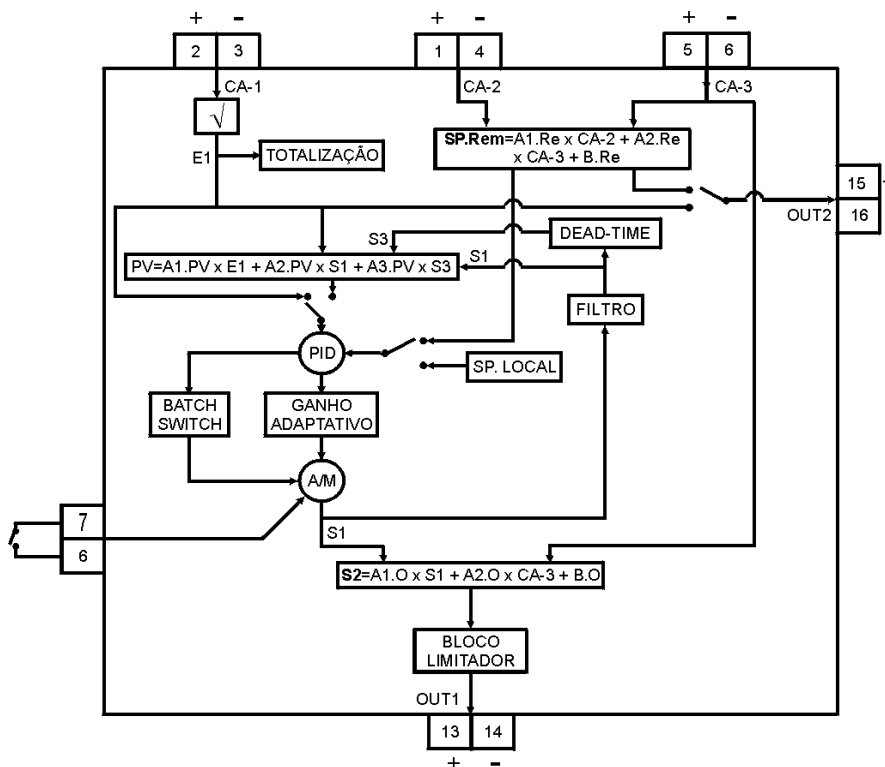 + - + - + -
2 3 1 4 5 6
CA-1 CA-2 CA-3
√
E1 TOTALIZAÇÃO
SP.Rem=A1.Re x CA-2 + A2.Re
x CA-3 + B.Re
15
16
OUT2
S3 DEAD-TIME
PV=A1.PV x E1 + A2.PV x S1 + A3.PV x S3
S1
FILTRO
PID
SP. LOCAL
BATCH
SWITCH
GANHO
ADAPTATIVO
A/M
7
6
S1
S2=A1.O x S1 + A2.O x CA-3 + B.O
BLOCO
LIMITADOR
OUT1
13 14
+ -